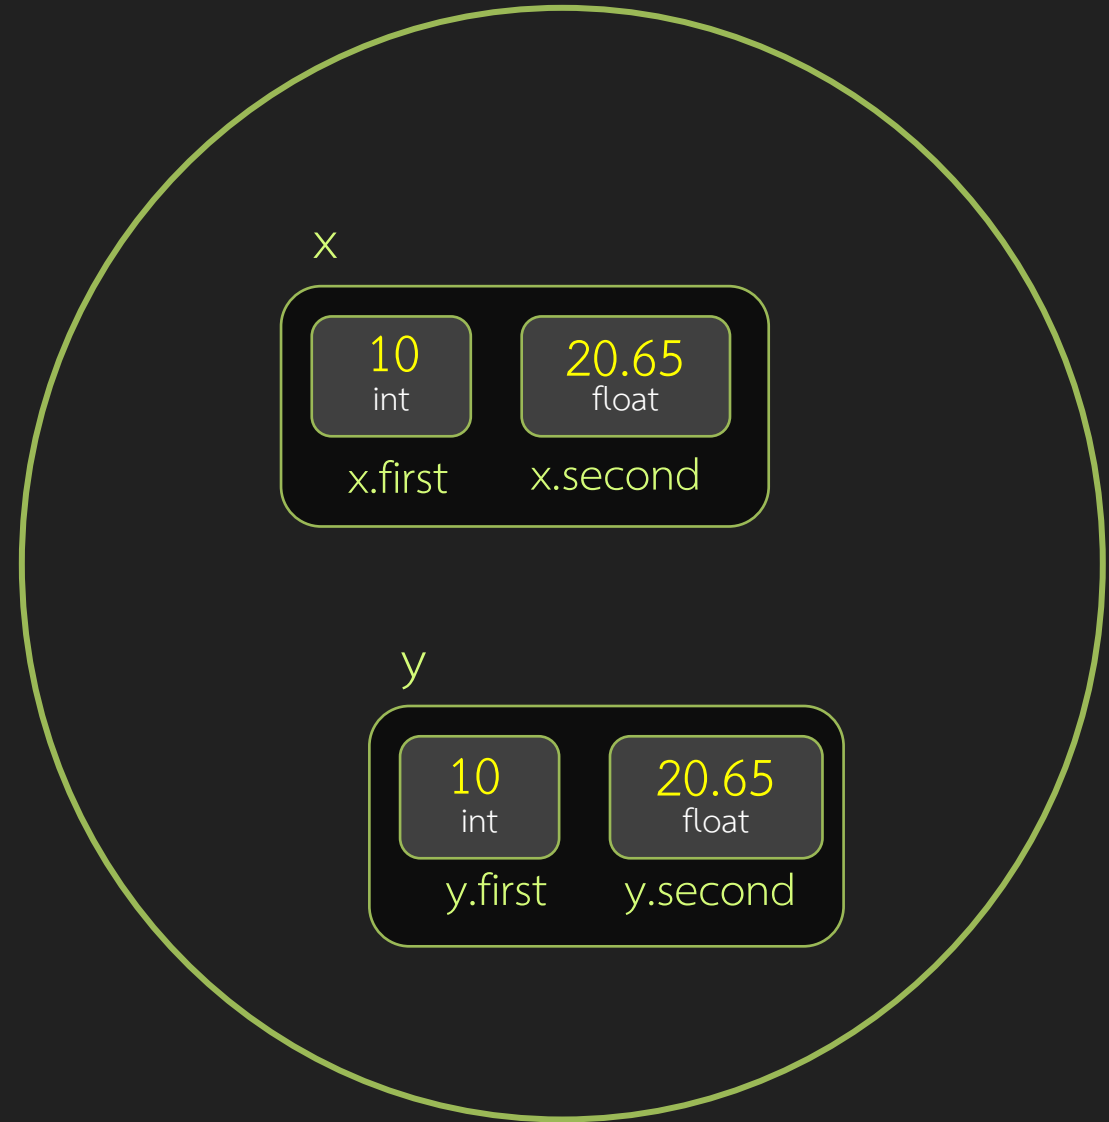 x
10 20.65
int float
x.first x.second
y
10 20.65
int float
y.first y.second